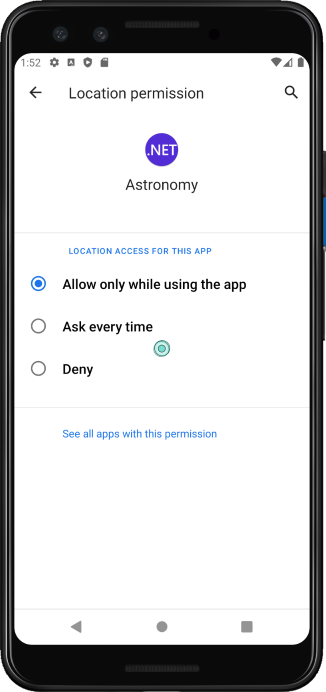 1:52
Location permission
.NET
Astronomy
LOCATION ACCESS FOR THIS APP
Allow only while using the app
Ask every time
Deny
See all apps with this permission